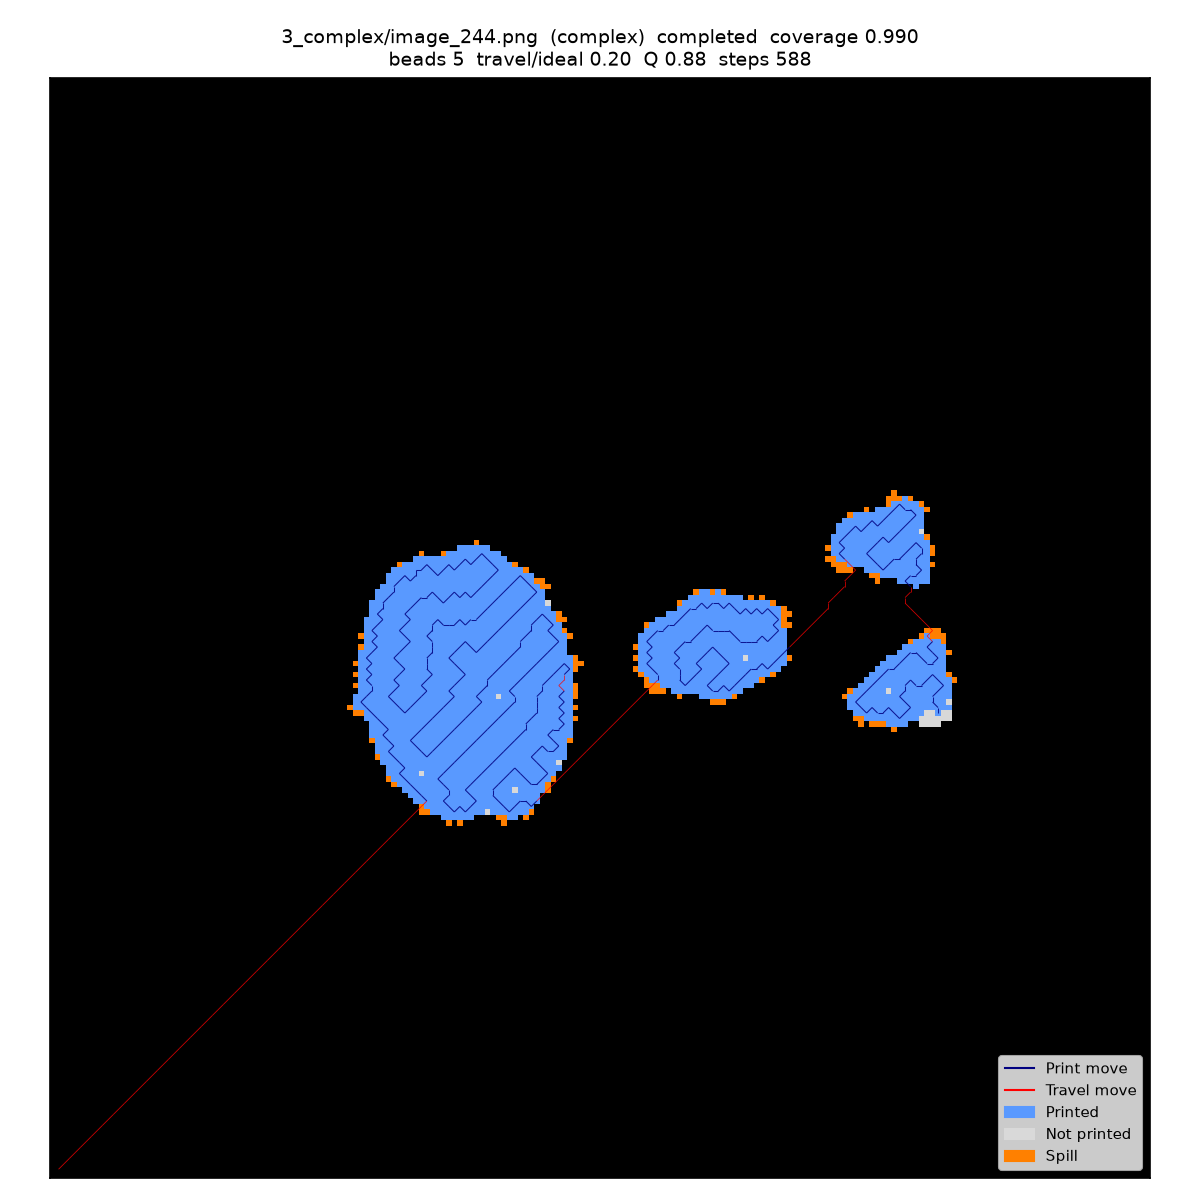 3_complex/image_244.png  (complex)  completed  coverage 0.990
beads 5  travel/ideal 0.20  Q 0.88  steps 588
Print move
Travel move
Printed
Not printed
Spill